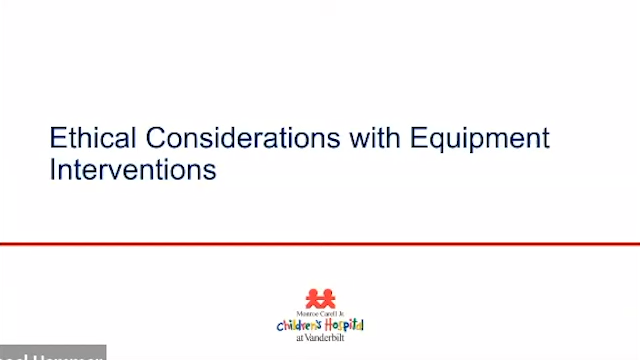 Ethical Considerations with Equipment
Interventions
Monroe Carell Jr.
Children's Hospital
at Vanderbilt